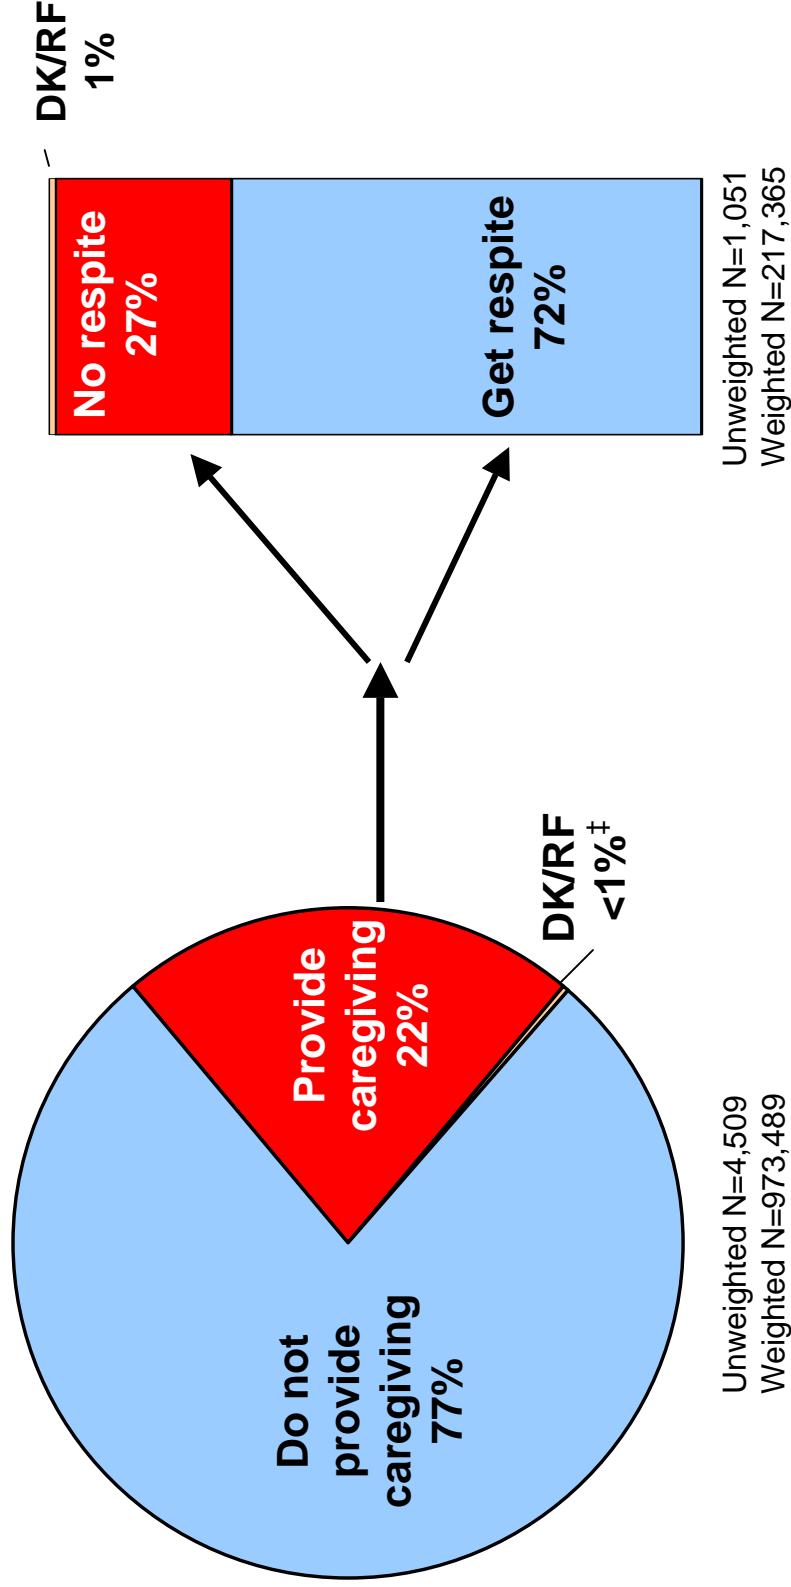 Do not
provide
caregiving
77%
Provide
caregiving
22%
DK/RF
<1%‡
Unweighted N=4,509
Weighted N=973,489
DK/RF
1%
No respite
27%
Get respite
72%
Unweighted N=1,051
Weighted N=217,365